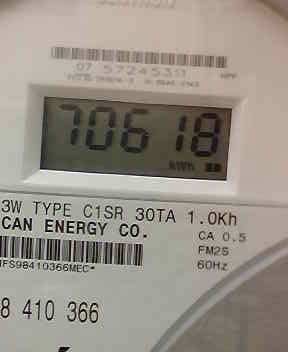 07 57245311
70618
kWh
3W TYPE C1SR 30TA 1.0Kh
CAN ENERGY CO.
CA 0.5
FM2S
60Hz
8 410 366